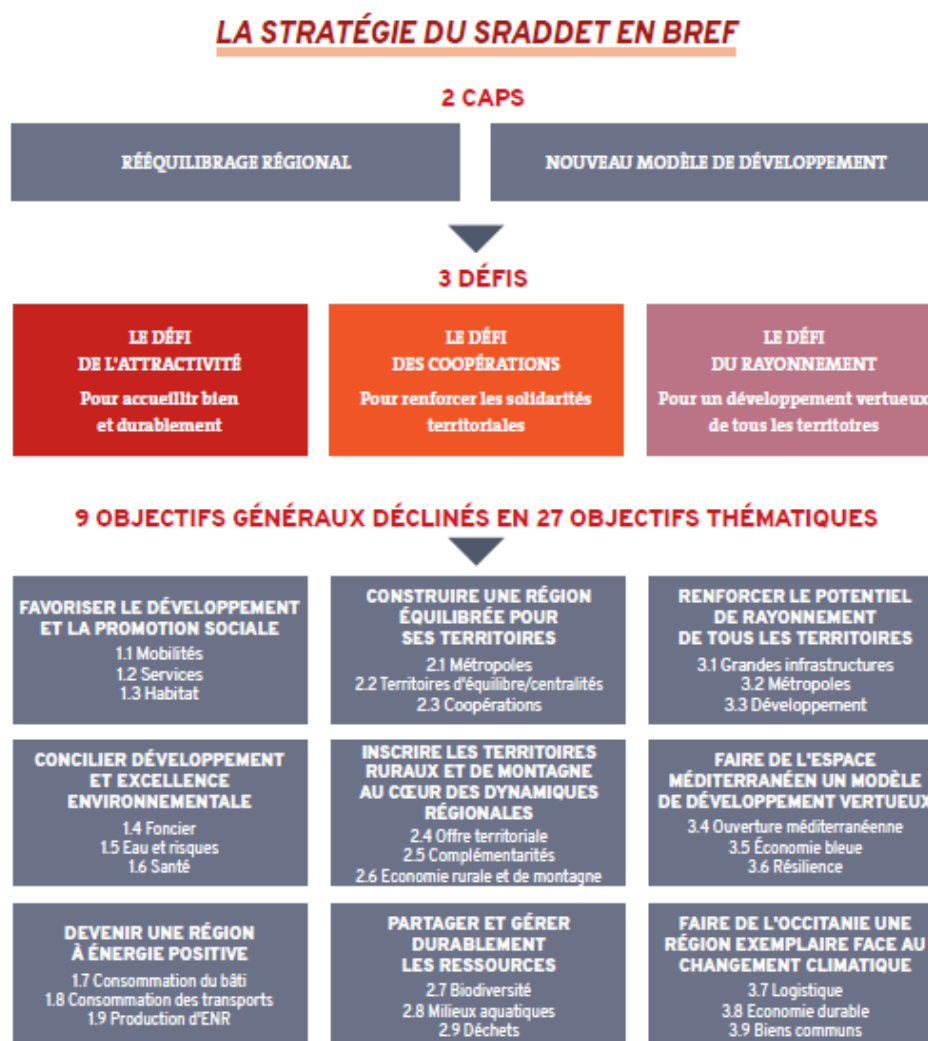 LA STRATÉGIE DU SRADDET EN BREF
2 CAPS
RÉÉQUILIBRAGE RÉGIONAL
NOUVEAU MODÈLE DE DÉVELOPPEMENT
3 DÉFIS
LE DÉFI
DE L'ATTRACTIVITÉ
Pour accueillir bien
et durablement
LE DÉFI
DES COOPÉRATIONS
Pour renforcer les solidarités
territoriales
LE DÉFI
DU RAYONNEMENT
Pour un développement vertueux
de tous les territoires
9 OBJECTIFS GÉNÉRAUX DÉCLINÉS EN 27 OBJECTIFS THÉMATIQUES
FAVORISER LE DÉVELOPPEMENT
ET LA PROMOTION SOCIALE
1.1 Mobilités
1.2 Services
1.3 Habitat
CONSTRUIRE UNE RÉGION
ÉQUILIBRÉE POUR
SES TERRITOIRES
2.1 Métropoles
2.2 Territoires d'équilibre/centralités
2.3 Coopérations
RENFORCER LE POTENTIEL
DE RAYONNEMENT
DE TOUS LES TERRITOIRES
3.1 Grandes infrastructures
3.2 Métropoles
3.3 Développement
CONCILIER DÉVELOPPEMENT
ET EXCELLENCE
ENVIRONNEMENTALE
1.4 Foncier
1.5 Eau et risques
1.6 Santé
INSCRIRE LES TERRITOIRES
RURAUX ET DE MONTAGNE
AU CŒUR DES DYNAMIQUES
RÉGIONALES
2.4 Offre territoriale
2.5 Complémentarités
2.6 Economie rurale et de montagne
FAIRE DE L'ESPACE
MÉDITERRANÉEN UN MODÈLE
DE DÉVELOPPEMENT VERTUEUX
3.4 Ouverture méditerranéenne
3.5 Économie bleue
3.6 Résilience
DEVENIR UNE RÉGION
À ÉNERGIE POSITIVE
1.7 Consommation du bâti
1.8 Consommation des transports
1.9 Production d'ENR
PARTAGER ET GÉRER
DURABLEMENT
LES RESSOURCES
2.7 Biodiversité
2.8 Milieux aquatiques
2.9 Déchets
FAIRE DE L'OCCITANIE UNE
RÉGION EXEMPLAIRE FACE AU
CHANGEMENT CLIMATIQUE
3.7 Logistique
3.8 Economie durable
3.9 Biens communs